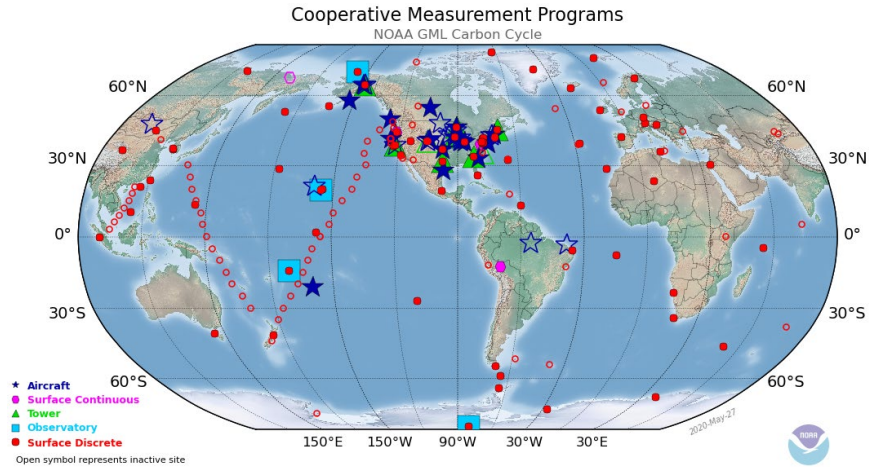 Cooperative Measurement Programs
NOAA GML Carbon Cycle
60°N
60°N
30°N
30°N
0°
0°
30°S
30°S
60°S
60°S
150°E
150°W
90°W
30°W
30°E
Aircraft
Surface Continuous
Tower
Observatory
Surface Discrete
Open symbol represents inactive site
2020-May-27
NOAA